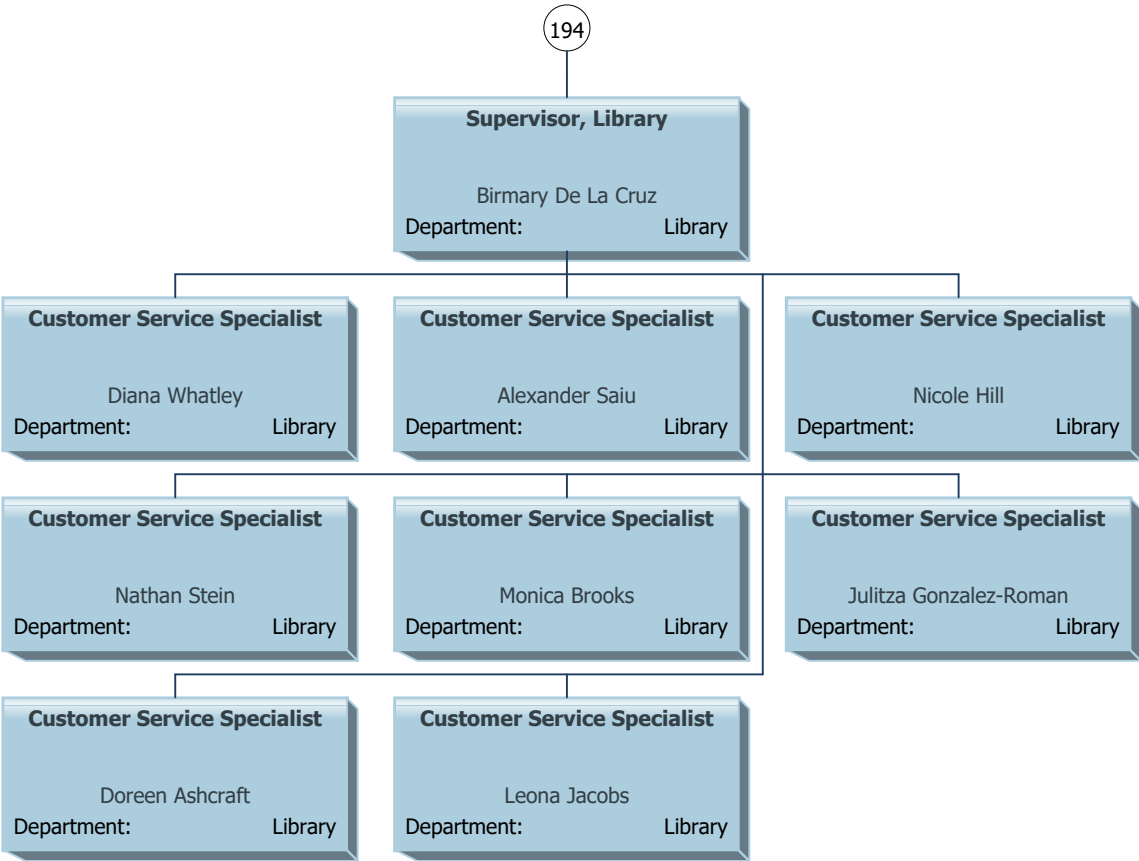 194
Supervisor, Library
Birmary De La Cruz
Department: Library
Customer Service Specialist
Diana Whatley
Department: Library
Customer Service Specialist
Alexander Saiu
Department: Library
Customer Service Specialist
Nicole Hill
Department: Library
Customer Service Specialist
Nathan Stein
Department: Library
Customer Service Specialist
Monica Brooks
Department: Library
Customer Service Specialist
Julitza Gonzalez-Roman
Department: Library
Customer Service Specialist
Doreen Ashcraft
Department: Library
Customer Service Specialist
Leona Jacobs
Department: Library